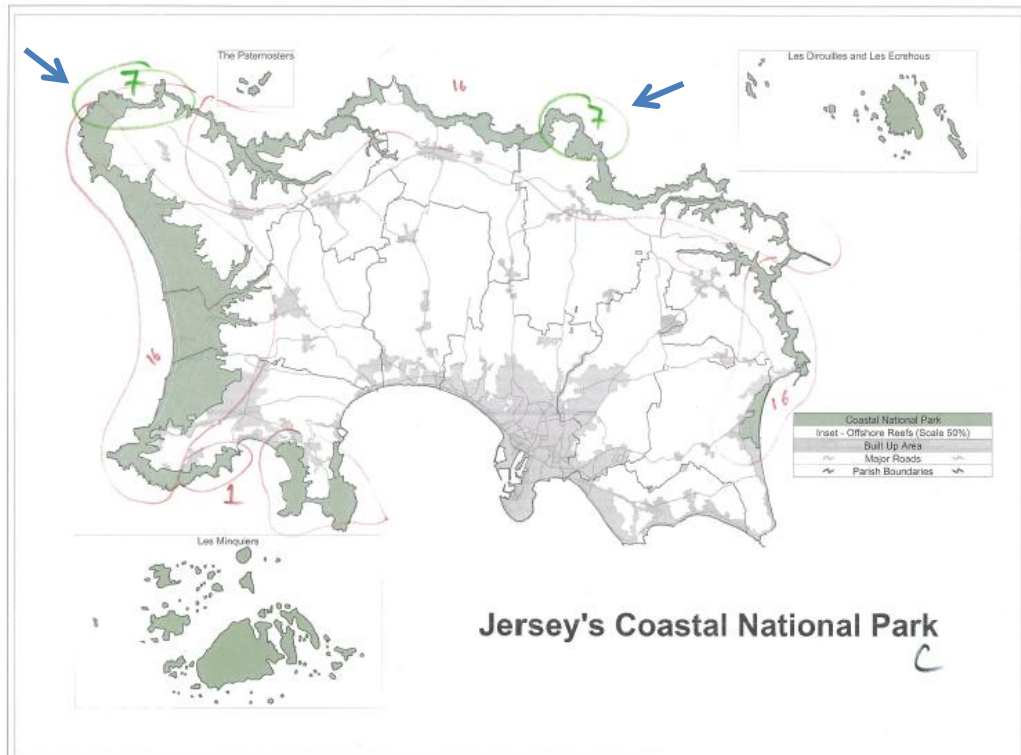 The Paternosters
Les Dirouilles and Les Ecrehous
7
16
7
16
16
1
Coastal National Park
Inset - Offshore Reefs (Scale 50%)
Built Up Area
Major Roads
Parish Boundaries
Les Minquiers
Jersey's Coastal National Park
C